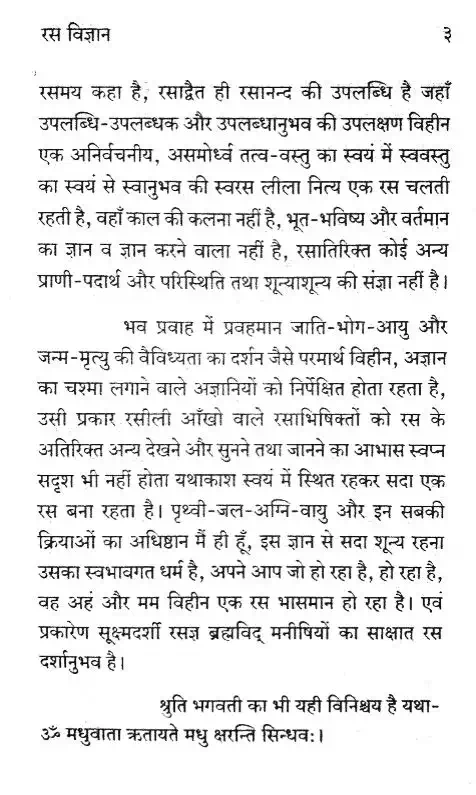 रस विज्ञान ३
रसमय कहा है, रसाद्वैत ही रसानन्द की उपलब्धि है जहाँ
उपलब्धि-उपलब्धक और उपलब्धानुभव की उपलक्षण विहीन
एक अनिर्वचनीय, असमोर्ध्व तत्व-वस्तु का स्वयं में स्ववस्तु
का स्वयं से स्वानुभव की स्वरस लीला नित्य एक रस चलती
रहती है, वहाँ काल की कलना नहीं है, भूत-भविष्य और वर्तमान
का ज्ञान व ज्ञान करने वाला नहीं है, रसातिरिक्त कोई अन्य
प्राणी-पदार्थ और परिस्थिति तथा शून्याशून्य की संज्ञा नहीं है।
भव प्रवाह में प्रवहमान जाति-भोग-आयु और
जन्म-मृत्यु की वैविध्यता का दर्शन जैसे परमार्थ विहीन, अज्ञान
का चश्मा लगाने वाले अज्ञानियों को निर्पेक्षित होता रहता है,
उसी प्रकार रसीली आँखो वाले रसाभिषिक्तों को रस के
अतिरिक्त अन्य देखने और सुनने तथा जानने का आभास स्वप्न
सदृश भी नहीं होता यथाकाश स्वयं में स्थित रहकर सदा एक
रस बना रहता है। पृथ्वी-जल-अग्नि-वायु और इन सबकी
क्रियाओं का अधिष्ठान मैं ही हूँ, इस ज्ञान से सदा शून्य रहना
उसका स्वभावगत धर्म है, अपने आप जो हो रहा है, हो रहा है,
वह अहं और मम विहीन एक रस भासमान हो रहा है। एवं
प्रकारेण सूक्ष्मदर्शी रसज्ञ ब्रह्मविद् मनीषियों का साक्षात रस
दर्शानुभव है।
श्रुति भगवती का भी यही विनिश्चय है यथा-
ॐ मधुवाता ऋतायते मधु क्षरन्ति सिन्धवः।